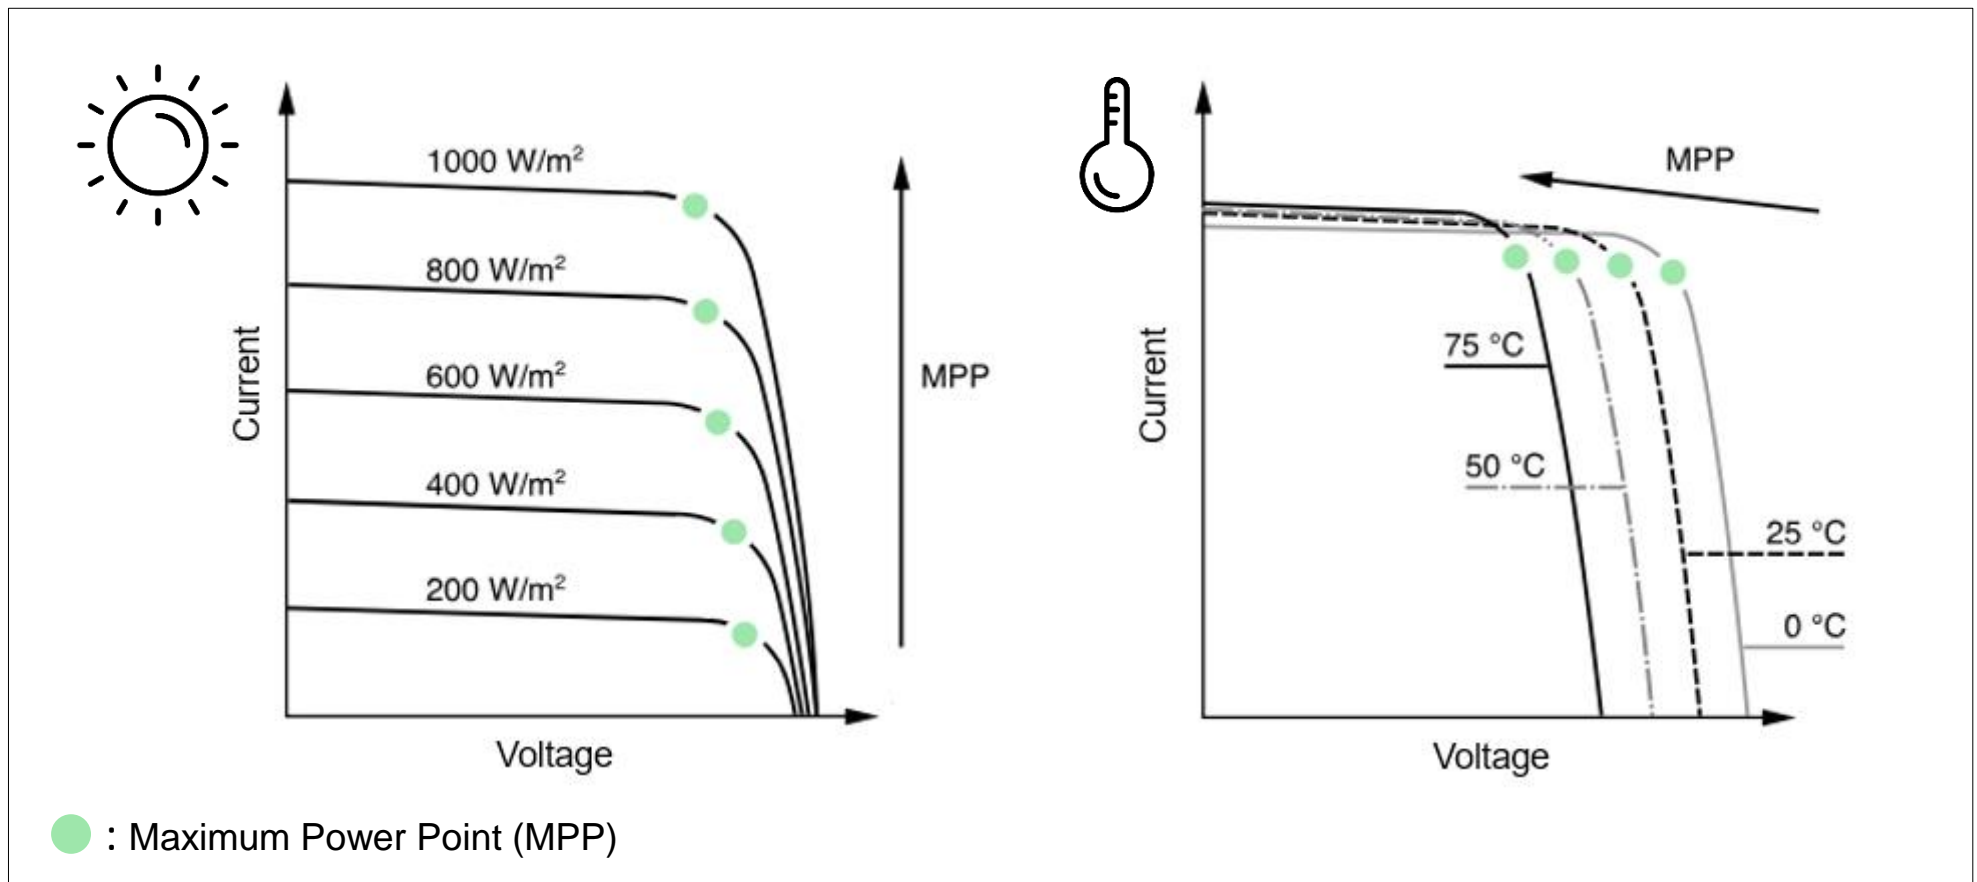 1000 W/m²
800 W/m²
600 W/m²
400 W/m²
200 W/m²
Current
Voltage
MPP
MPP
75 °C
50 °C
25 °C
0 °C
Current
Voltage
: Maximum Power Point (MPP)